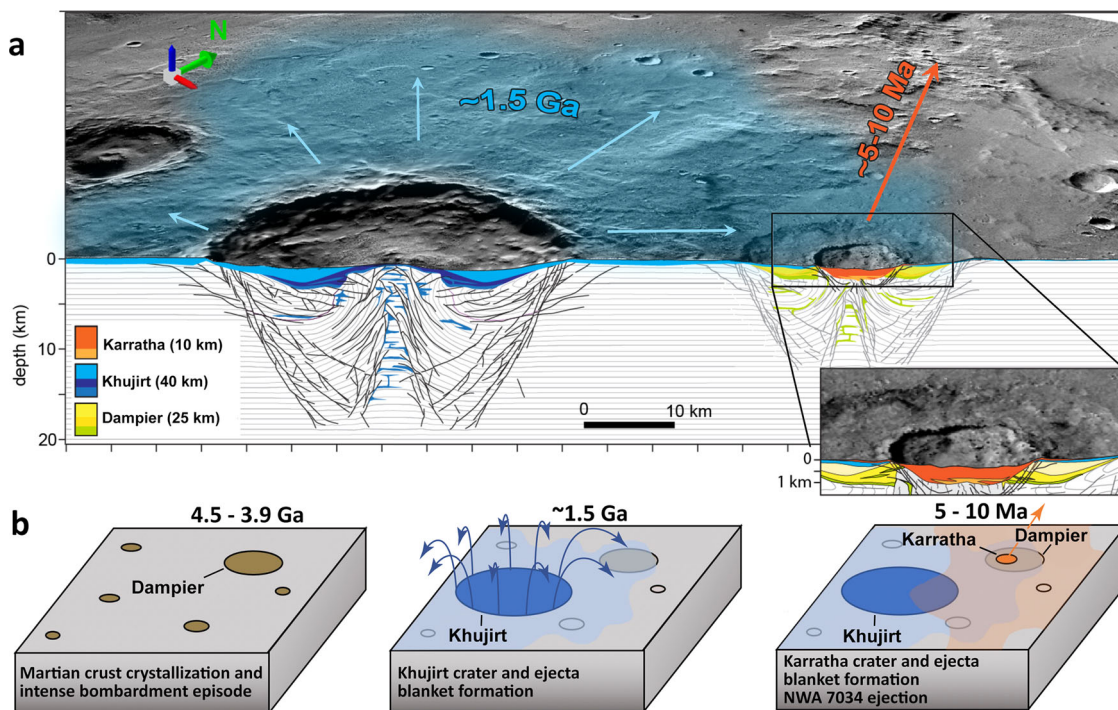 a
N
~1.5 Ga
~5-10 Ma
0
depth (km)
10
20
Karratha (10 km)
Khujirt (40 km)
Dampier (25 km)
0 10 km
0
1 km
b
4.5 - 3.9 Ga
Dampier
Martian crust crystallization and
intense bombardment episode
~1.5 Ga
Khujirt
Khujirt crater and ejecta
blanket formation
5 - 10 Ma
Karratha
Dampier
Khujirt
Karratha crater and ejecta
blanket formation
NWA 7034 ejection